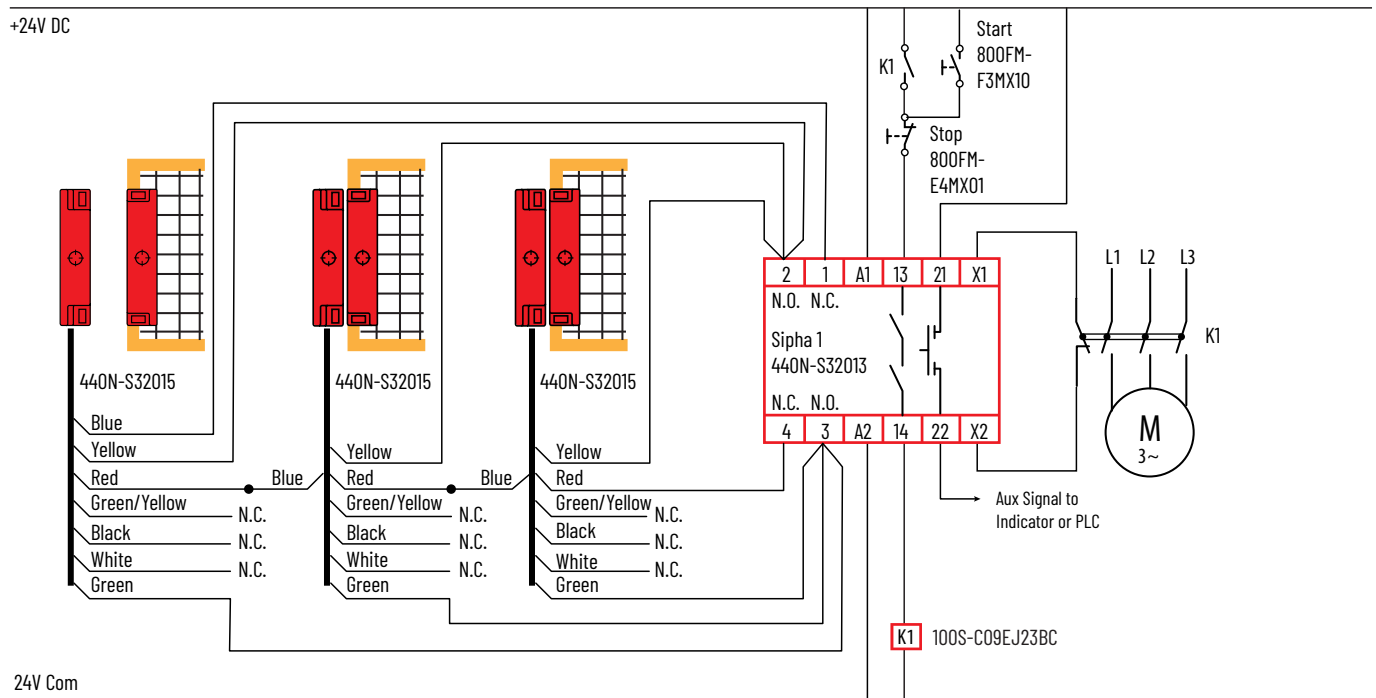 +24V DC
K1
Start
800FM-
F3MX10
Stop
800FM-
E4MX01
440N-S32015
440N-S32015
440N-S32015
2 1 A1 13 21 X1
N.O. N.C.
Sipha 1
440N-S32013
N.C. N.O.
4 3 A2 14 22 X2
L1 L2 L3
K1
M
3~
Aux Signal to
Indicator or PLC
Blue
Yellow
Red
Green/Yellow
N.C.
Black
N.C.
White
N.C.
Green
Blue
Yellow
Red
Green/Yellow
N.C.
Black
N.C.
White
N.C.
Green
Blue
Yellow
Red
Green/Yellow
N.C.
Black
N.C.
White
N.C.
Green
K1 100S-C09EJ23BC
24V Com